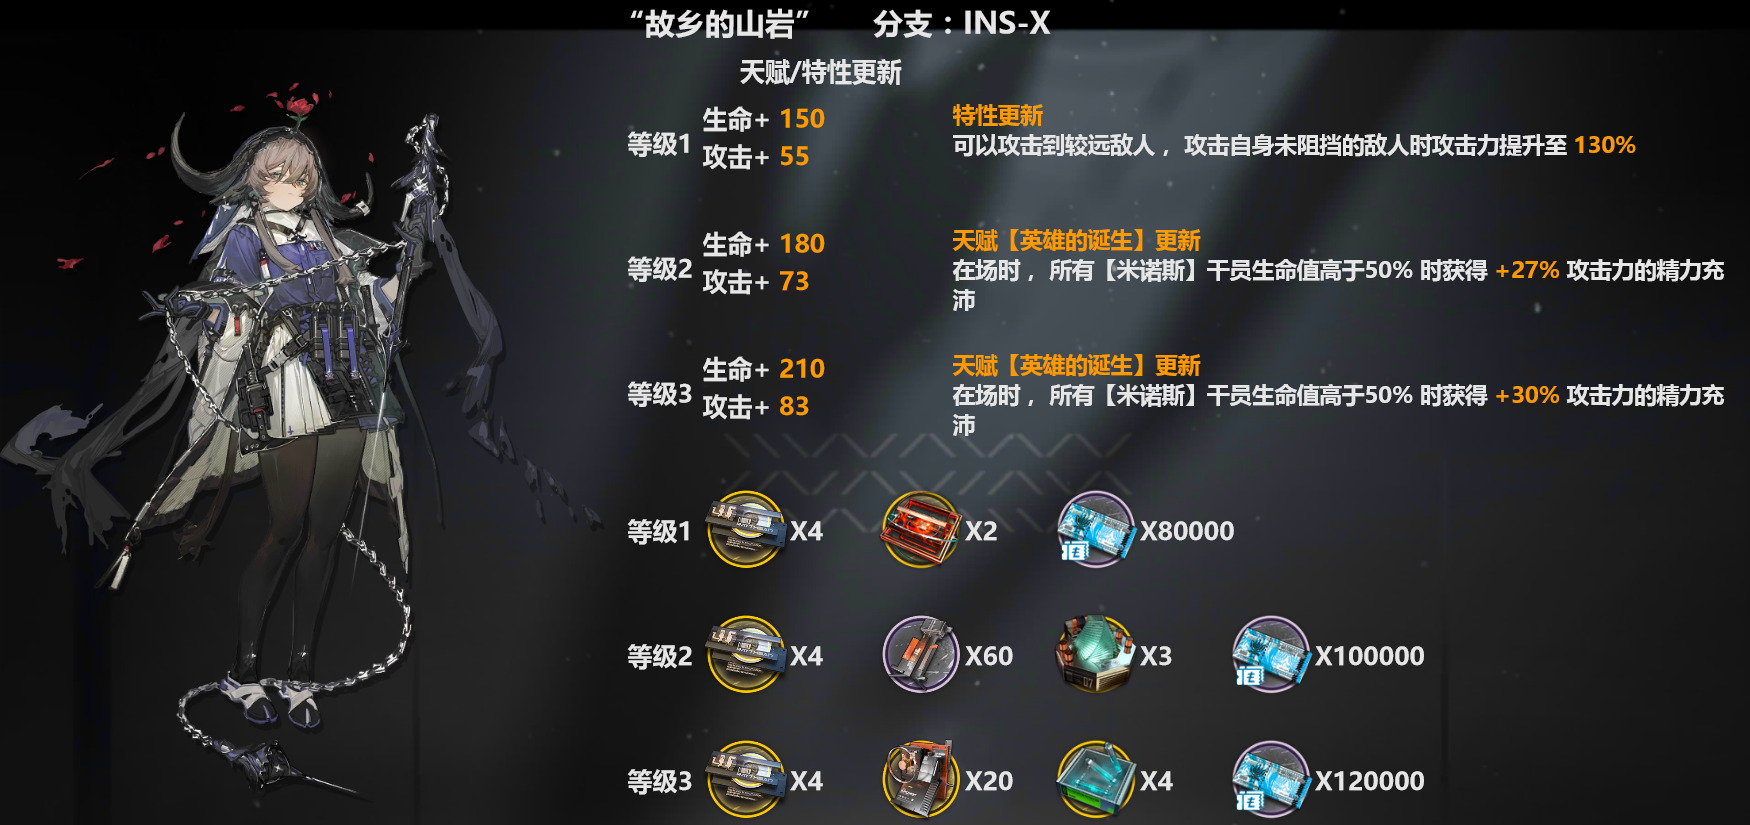 “故乡的山岩” 分支：INS-X
天赋/特性更新
等级1
生命+ 150
攻击+ 55
特性更新
可以攻击到较远敌人，攻击自身未阻挡的敌人时攻击力提升至 130%
等级2
生命+ 180
攻击+ 73
天赋【英雄的诞生】更新
在场时，所有【米诺斯】干员生命值高于50% 时获得 +27% 攻击力的精力充
沛
等级3
生命+ 210
攻击+ 83
天赋【英雄的诞生】更新
在场时，所有【米诺斯】干员生命值高于50% 时获得 +30% 攻击力的精力充
沛
等级1 X4 X2 X80000
等级2 X4 X60 X3 X100000
等级3 X4 X20 X4 X120000